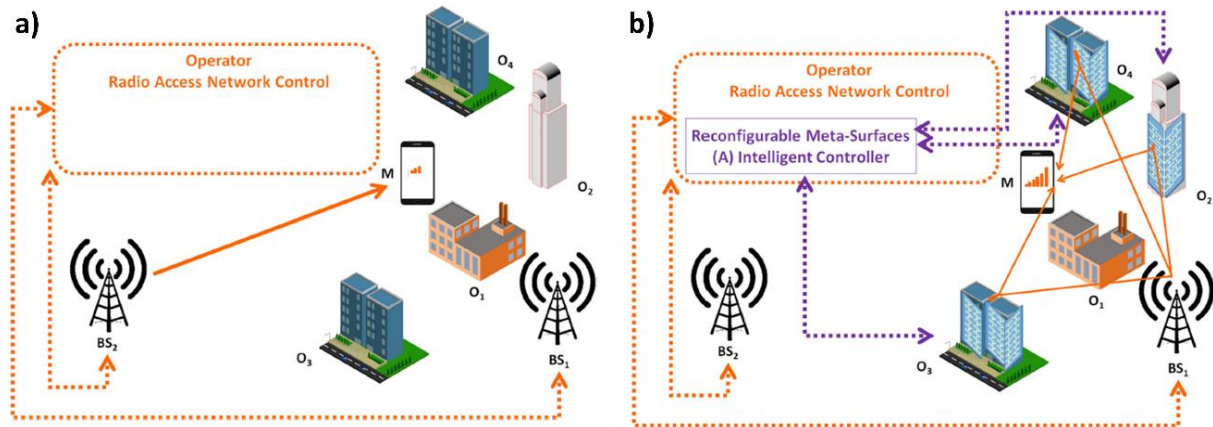 a)
Operator
Radio Access Network Control
O4
M
O2
O1
BS2
O3
BS1
b)
Operator
Radio Access Network Control
O4
Reconfigurable Meta-Surfaces
(A) Intelligent Controller
M
O2
O1
BS2
O3
BS1